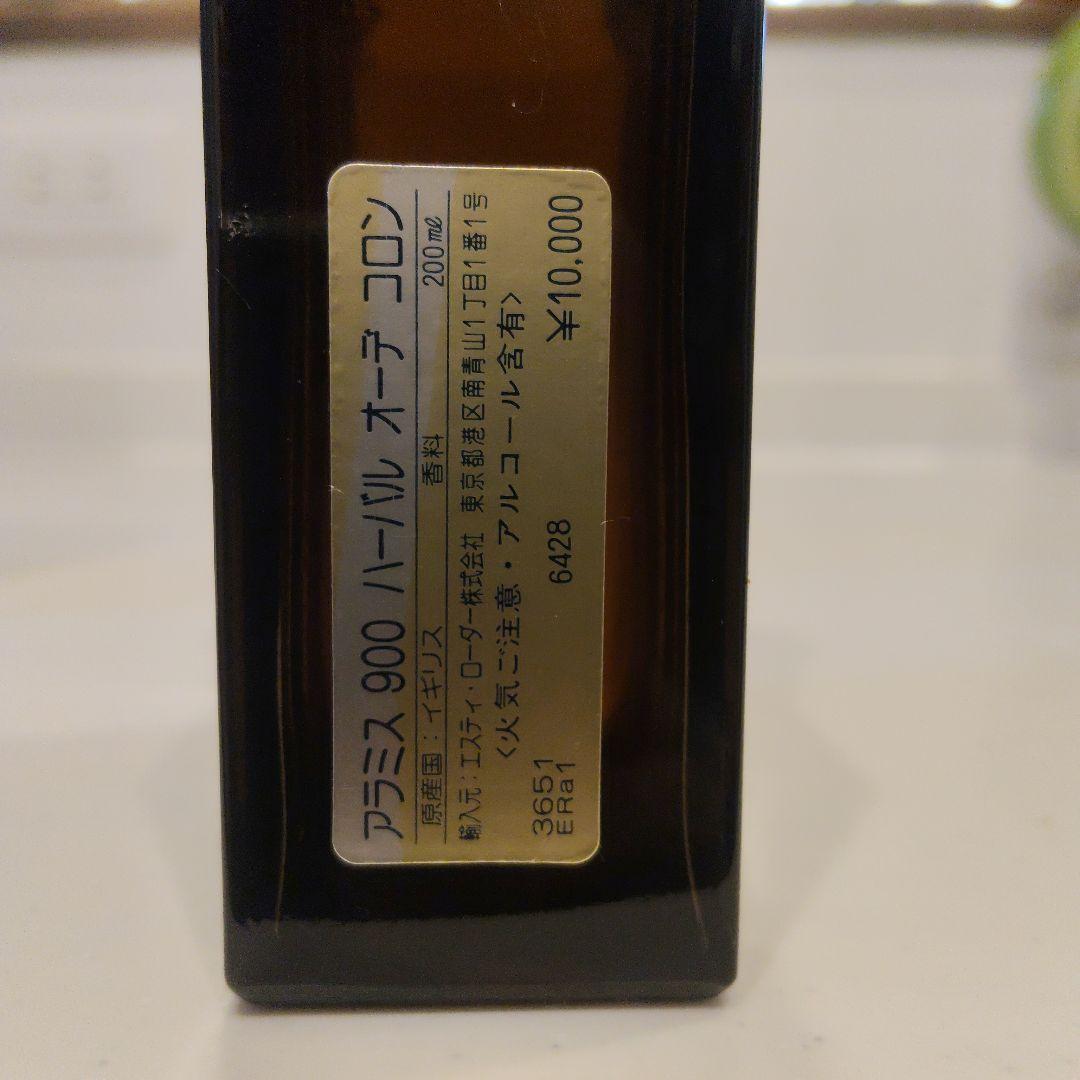 アラミス 900 ハーバル オーデ コロン
原産国：イギリス 香料 200ml
輸入元：エスティ・ローダー株式会社 東京都港区南青山1丁目1番1号
<火気ご注意・アルコール含有>
3651 6428 ¥10,000
ERa1